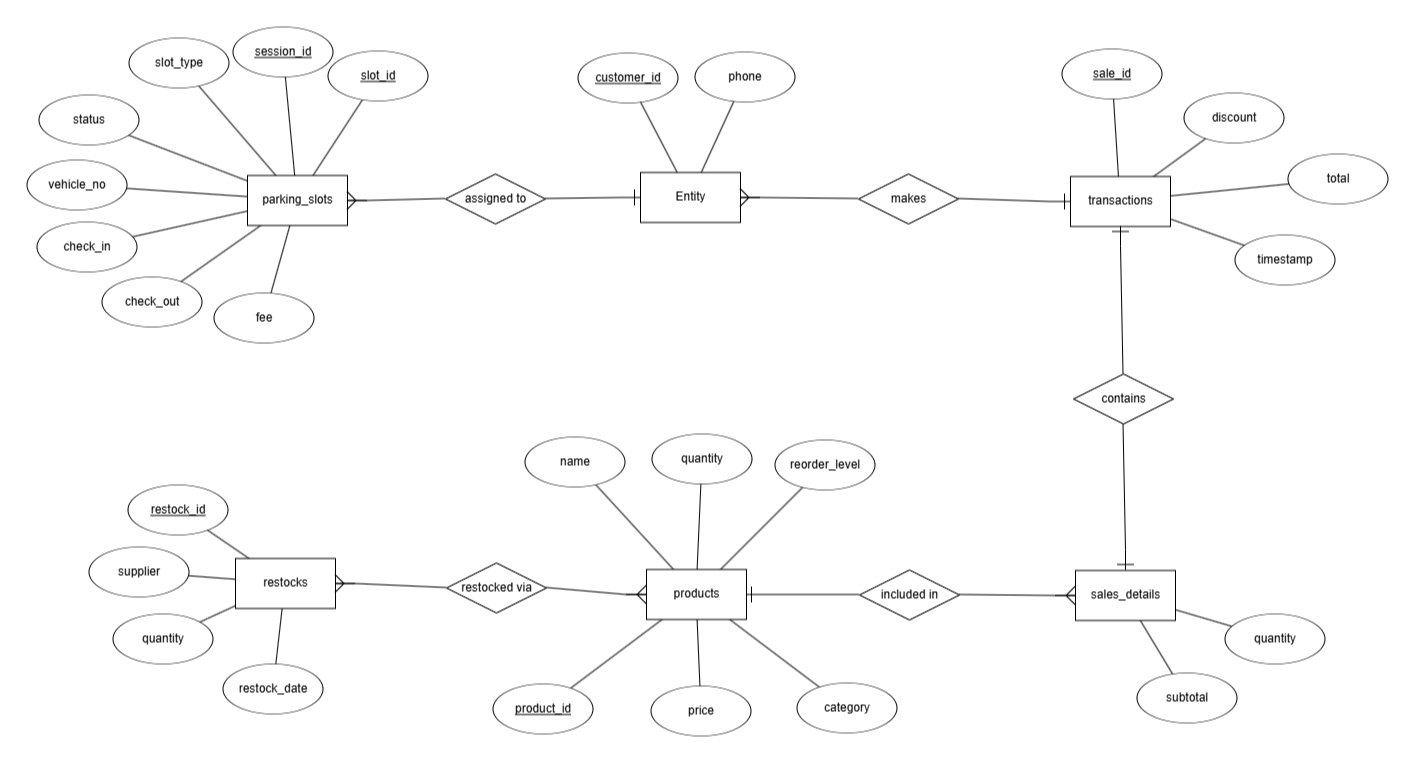 session_id
slot_type
slot_id
status
vehicle_no
parking_slots
check_in
check_out
fee
assigned to
customer_id
phone
Entity
makes
sale_id
discount
total
transactions
timestamp
contains
name
quantity
reorder_level
restock_id
supplier
restocks
quantity
restock_date
restocked via
products
product_id
price
category
included in
sales_details
quantity
subtotal